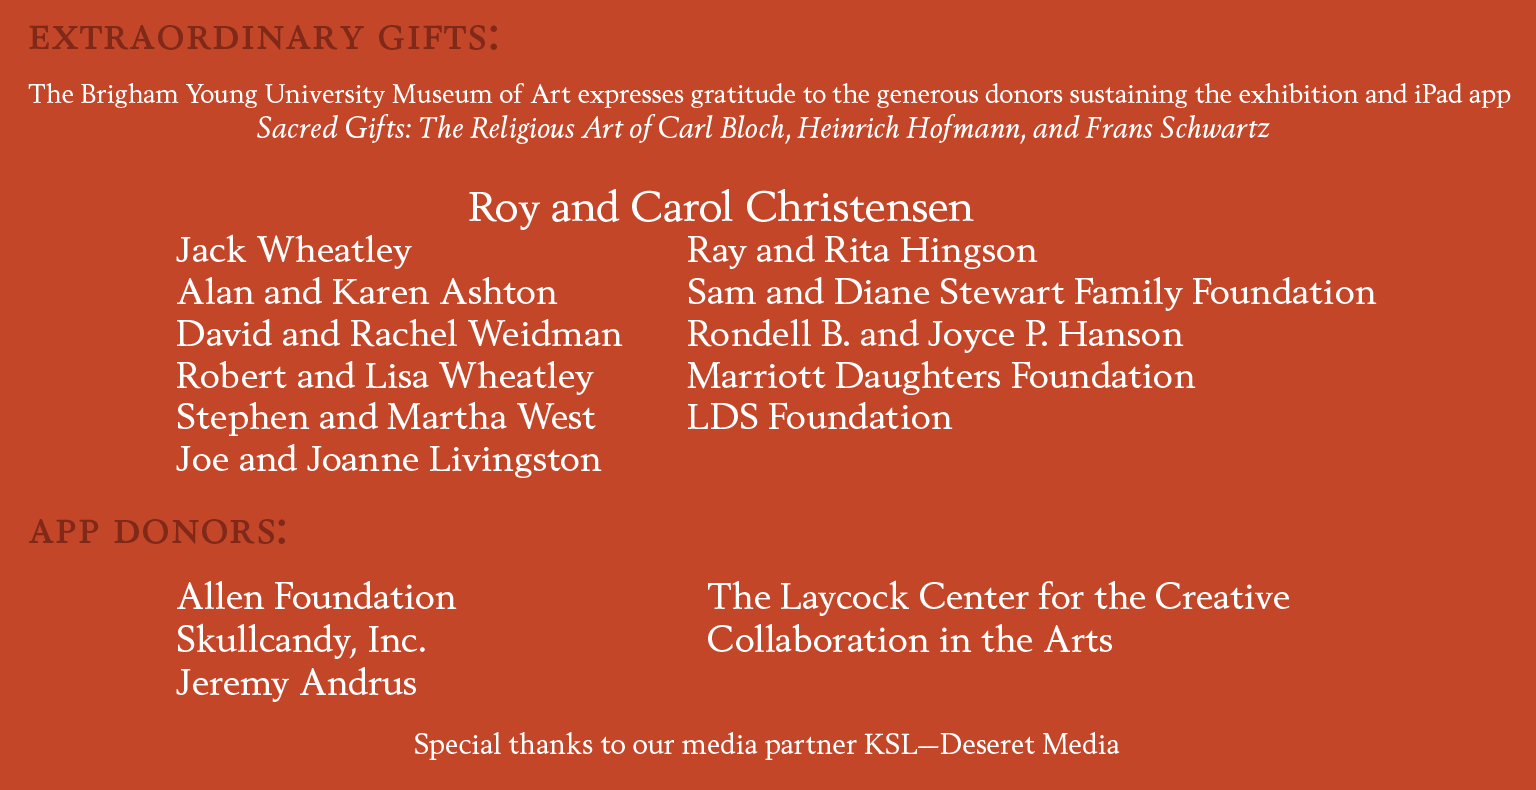 EXTRAORDINARY GIFTS:
The Brigham Young University Museum of Art expresses gratitude to the generous donors sustaining the exhibition and iPad app
Sacred Gifts: The Religious Art of Carl Bloch, Heinrich Hofmann, and Frans Schwartz
Roy and Carol Christensen
Jack Wheatley
Alan and Karen Ashton
David and Rachel Weidman
Robert and Lisa Wheatley
Stephen and Martha West
Joe and Joanne Livingston
Ray and Rita Hingson
Sam and Diane Stewart Family Foundation
Rondell B. and Joyce P. Hanson
Marriott Daughters Foundation
LDS Foundation
APP DONORS:
Allen Foundation
Skullcandy, Inc.
Jeremy Andrus
The Laycock Center for the Creative
Collaboration in the Arts
Special thanks to our media partner KSL—Deseret Media